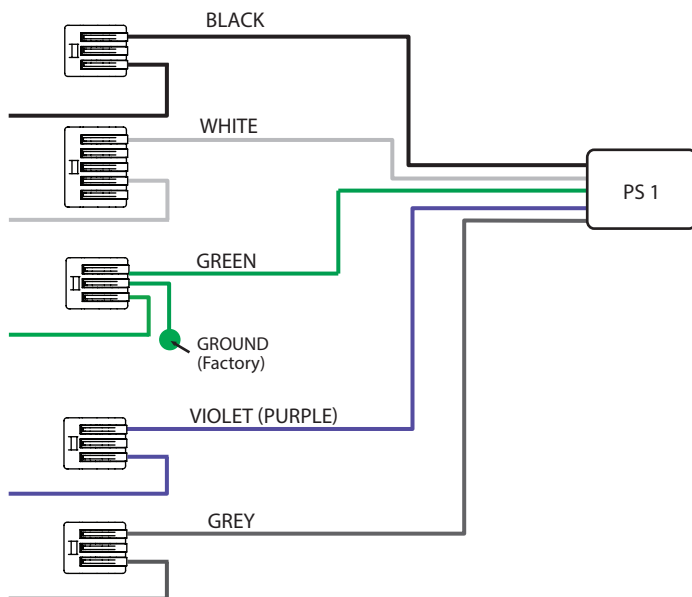 BLACK
WHITE
PS 1
GREEN
GROUND
(Factory)
VIOLET (PURPLE)
GREY